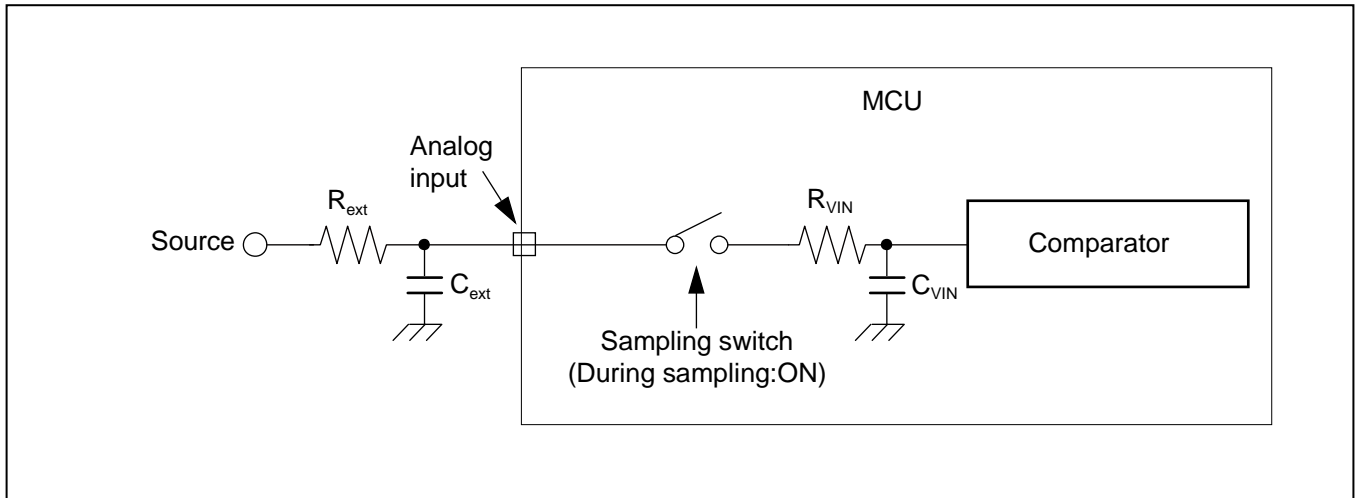 MCU
Analog
input
R_ext
R_VIN
Source
Comparator
C_ext
C_VIN
Sampling switch
(During sampling:ON)